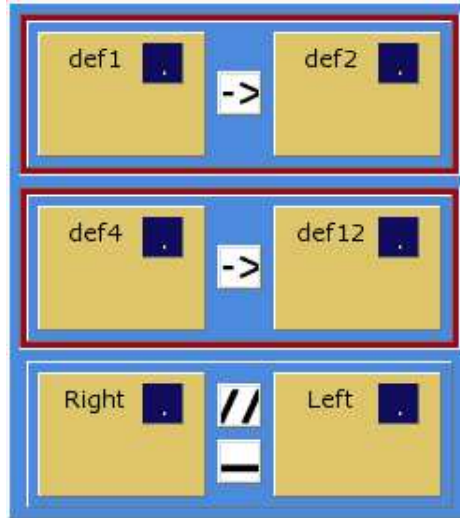 def1 . -> def2 .
def4 . -> def12 .
Right . // Left .
—